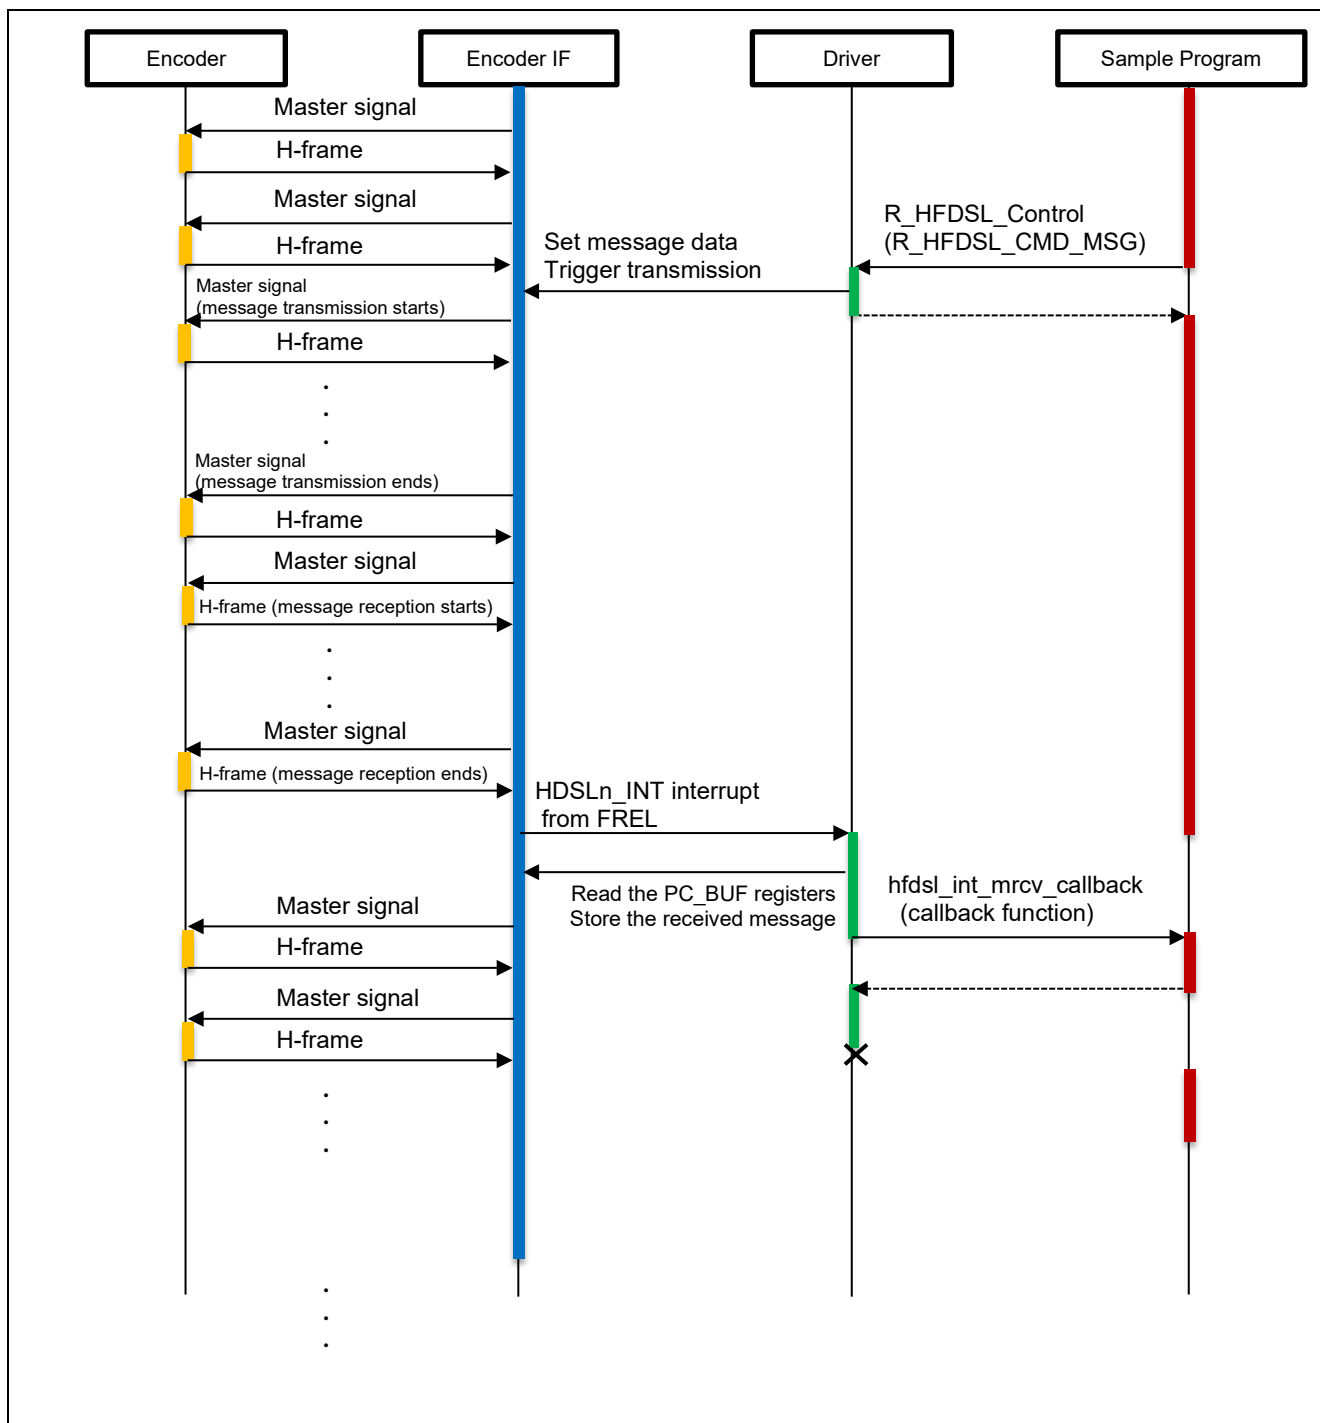 Encoder
Encoder IF
Driver
Sample Program
Master signal
H-frame
Master signal
H-frame
R_HFDSL_Control
(R_HFDSL_CMD_MSG)
Set message data
Trigger transmission
Master signal
(message transmission starts)
H-frame
.
.
.
Master signal
(message transmission ends)
H-frame
Master signal
H-frame (message reception starts)
.
.
.
Master signal
H-frame (message reception ends)
HDSLn_INT interrupt
from FREL
Read the PC_BUF registers
Store the received message
hfdsl_int_mrcv_callback
(callback function)
Master signal
H-frame
Master signal
H-frame
.
.
.
.
.
.